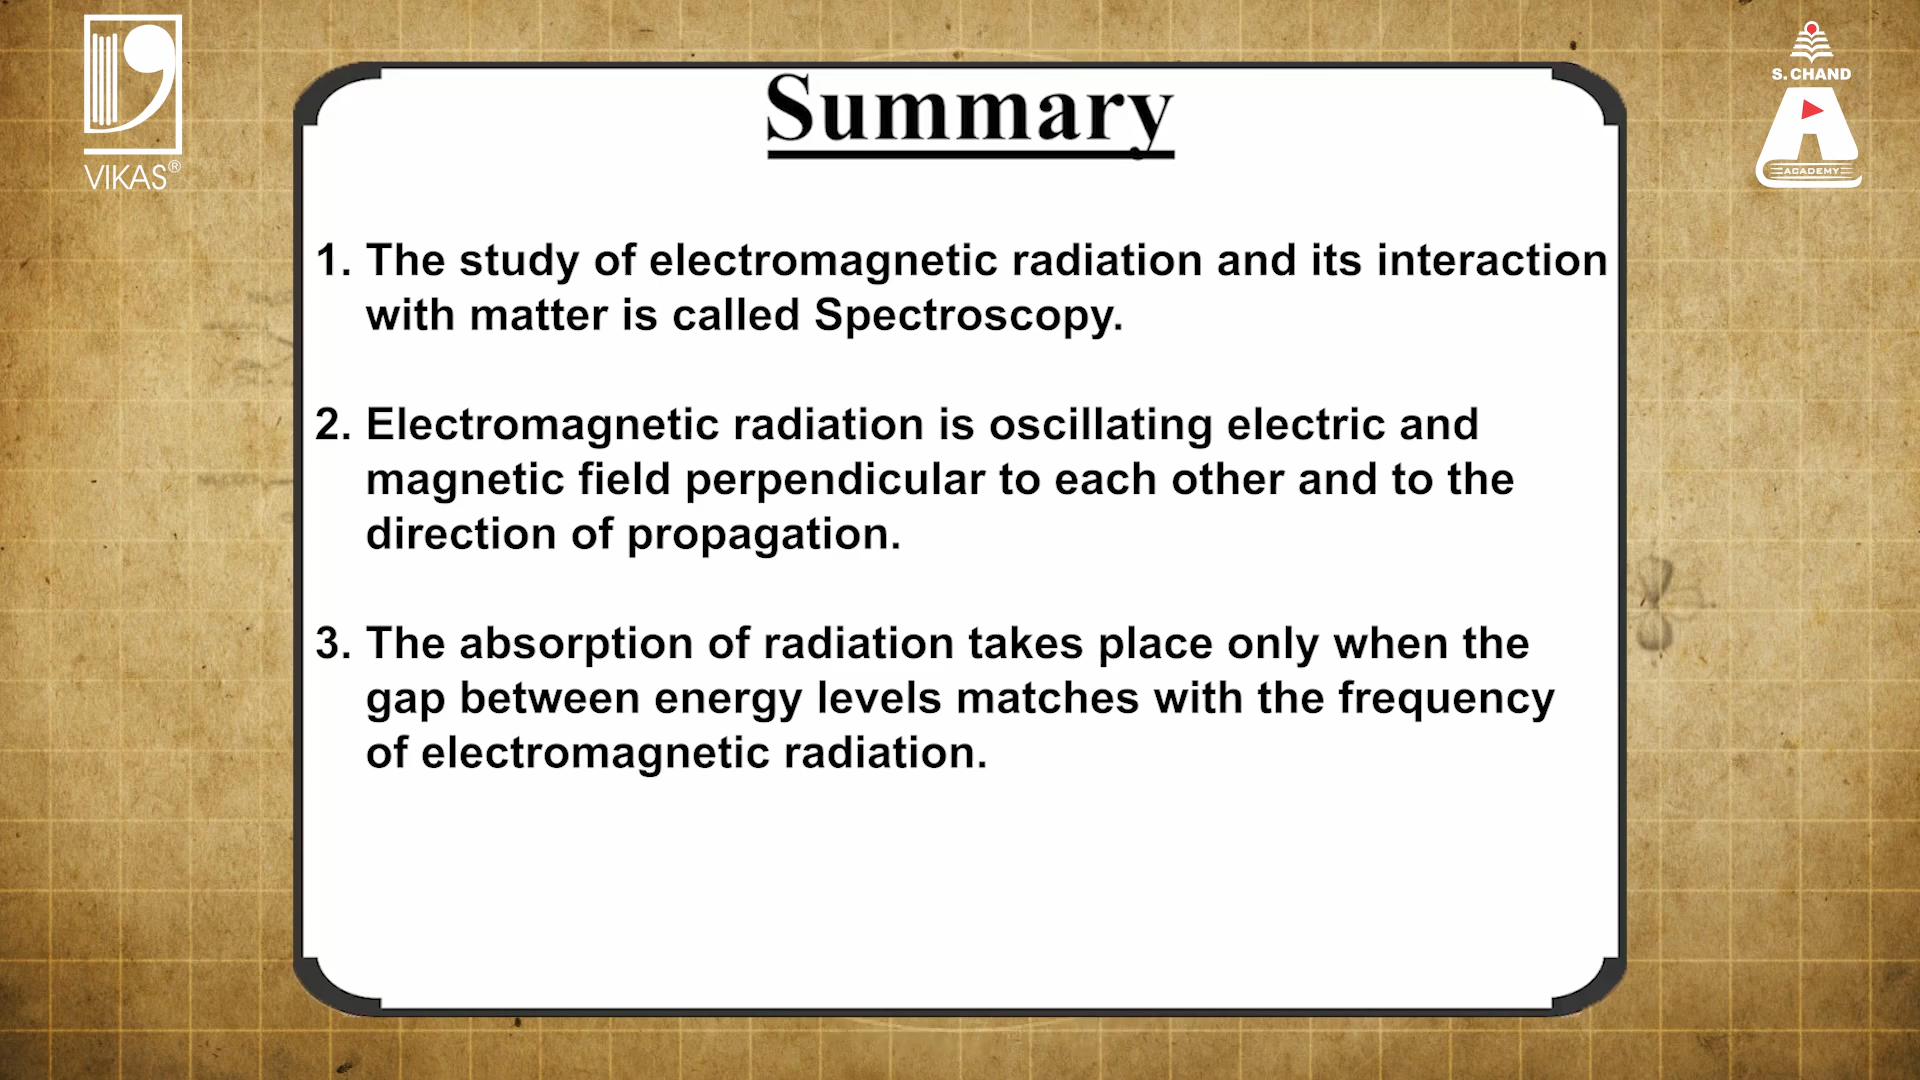 VIKAS®
S. CHAND
ACADEMY
Summary
1. The study of electromagnetic radiation and its interaction
with matter is called Spectroscopy.
2. Electromagnetic radiation is oscillating electric and
magnetic field perpendicular to each other and to the
direction of propagation.
3. The absorption of radiation takes place only when the
gap between energy levels matches with the frequency
of electromagnetic radiation.